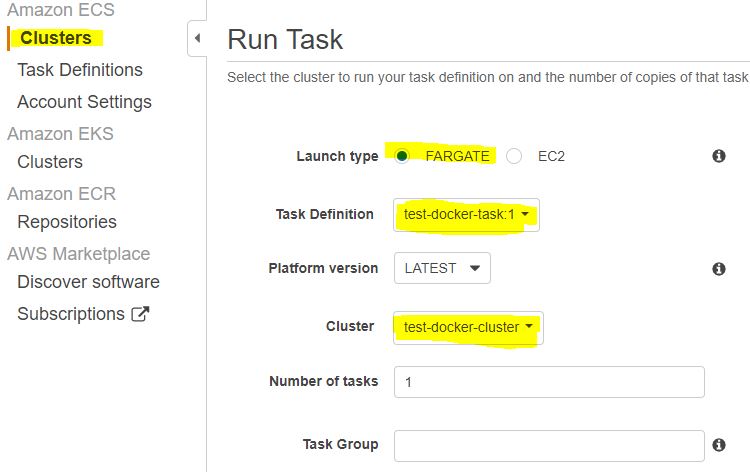 Amazon ECS
Clusters
Task Definitions
Account Settings
Amazon EKS
Clusters
Amazon ECR
Repositories
AWS Marketplace
Discover software
Subscriptions
Run Task
Select the cluster to run your task definition on and the number of copies of that task
Launch type FARGATE EC2
Task Definition test-docker-task:1
Platform version LATEST
Cluster test-docker-cluster
Number of tasks 1
Task Group